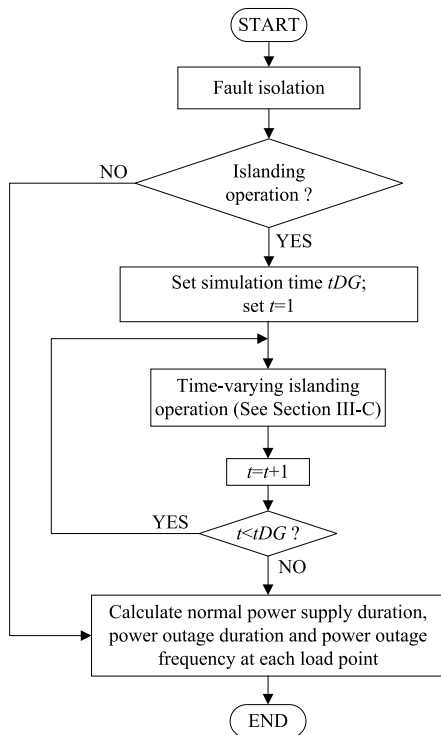 START
Fault isolation
NO
Islanding
operation ?
YES
Set simulation time tDG;
set t=1
Time-varying islanding
operation (See Section III-C)
t=t+1
YES
t<tDG ?
NO
Calculate normal power supply duration,
power outage duration and power outage
frequency at each load point
END